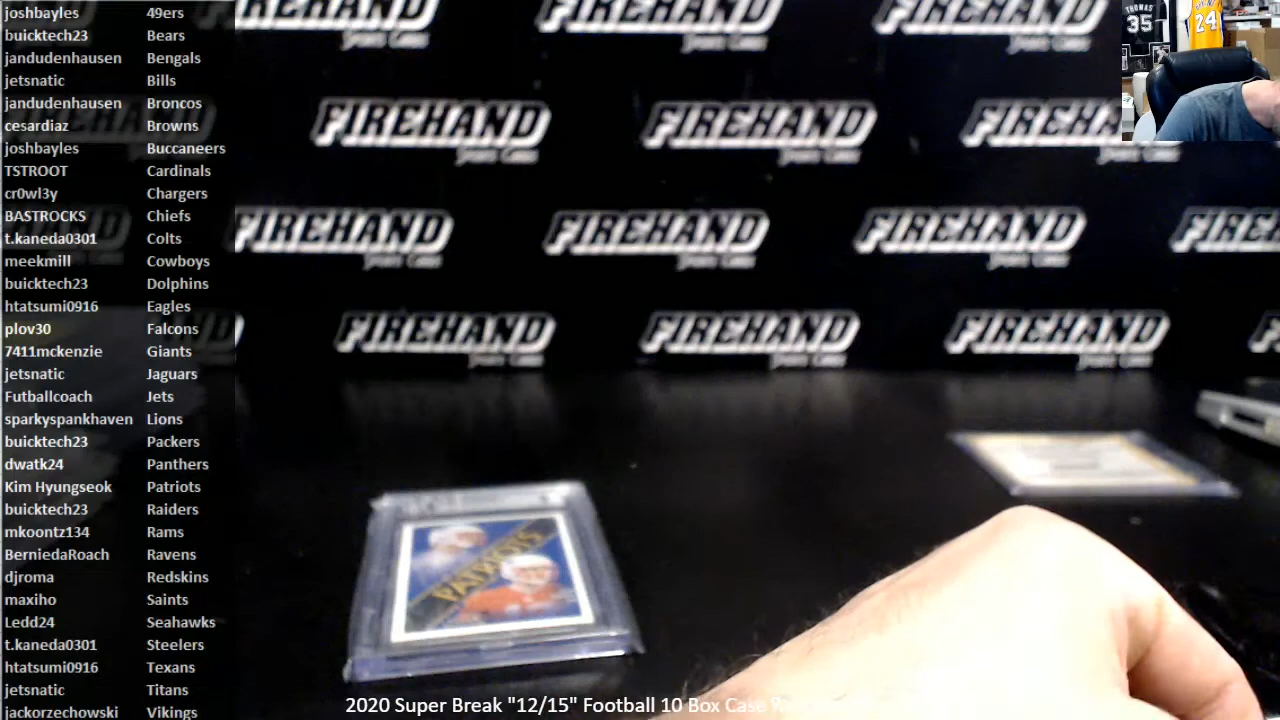 joshbayles 49ers
buicktech23 Bears
jandudenhausen Bengals
jetsnatic Bills
jandudenhausen Broncos
cesardiaz Browns
joshbayles Buccaneers
TSTROOT Cardinals
cr0wl3y Chargers
BASTROCKS Chiefs
t.kaneda0301 Colts
meekmill Cowboys
buicktech23 Dolphins
htatsumi0916 Eagles
plov30 Falcons
7411mckenzie Giants
jetsnatic Jaguars
Futballcoach Jets
sparkyspankhaven Lions
buicktech23 Packers
dwatk24 Panthers
Kim Hyungseok Patriots
buicktech23 Raiders
mkoontz134 Rams
BerniedaRoach Ravens
djroma Redskins
maxiho Saints
Ledd24 Seahawks
t.kaneda0301 Steelers
htatsumi0916 Texans
jetsnatic Titans
jackorzechowski Vikings
FIREHAND FIREHAND FIREHAND
FIREHAND FIREHAND FIREHA
FIREHAND FIREHAND FIREHAND FIREH
FIREHAND FIREHAND FIREHAND
THOMAS
35
24
PATRIOTS
2020 Super Break "12/15" Football 10 Box Case